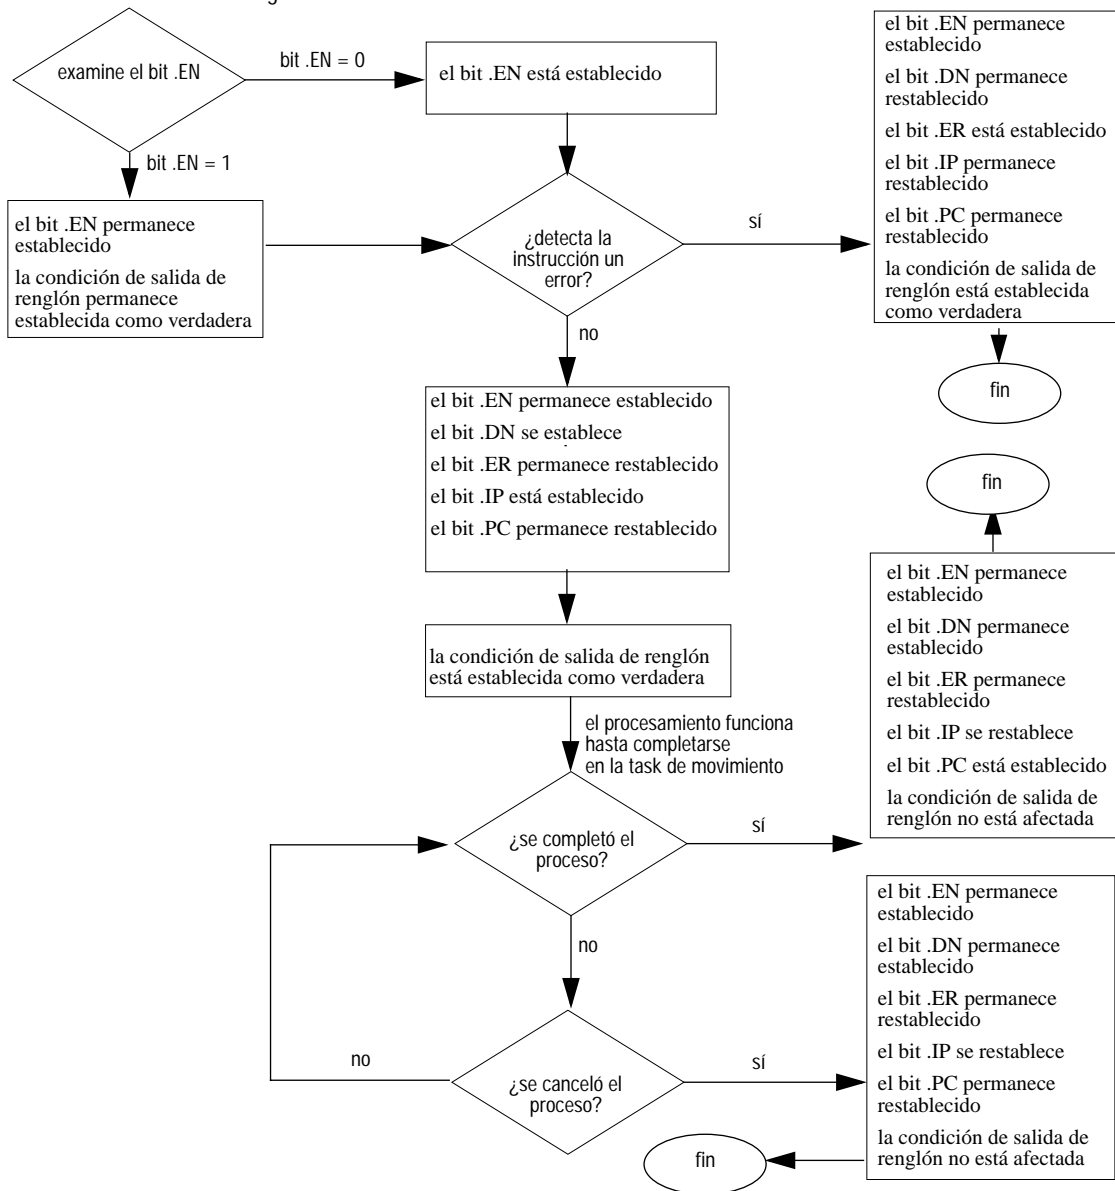 g
examine el bit .EN
bit .EN = 0
el bit .EN está establecido
bit .EN = 1
el bit .EN permanece
establecido
la condición de salida de
renglón permanece
establecida como verdadera
¿detecta la
instrucción un
error?
sí
el bit .EN permanece
establecido
el bit .DN permanece
restablecido
el bit .ER está establecido
el bit .IP permanece
restablecido
el bit .PC permanece
restablecido
la condición de salida de
renglón está establecida
como verdadera
fin
no
el bit .EN permanece establecido
el bit .DN se establece
el bit .ER permanece restablecido
el bit .IP está establecido
el bit .PC permanece restablecido
la condición de salida de renglón
está establecida como verdadera
el procesamiento funciona
hasta completarse
en la task de movimiento
¿se completó el
proceso?
sí
fin
el bit .EN permanece
establecido
el bit .DN permanece
establecido
el bit .ER permanece
restablecido
el bit .IP se restablece
el bit .PC está establecido
la condición de salida de
renglón no está afectada
no
¿se canceló el
proceso?
no
sí
el bit .EN permanece
establecido
el bit .DN permanece
establecido
el bit .ER permanece
restablecido
el bit .IP se restablece
el bit .PC permanece
restablecido
la condición de salida de
renglón no está afectada
fin